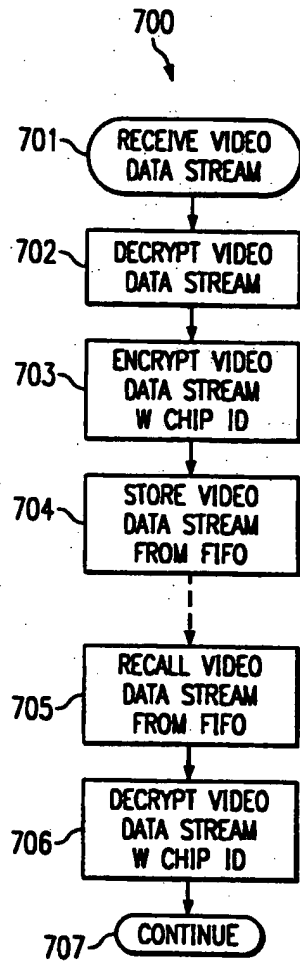 700
701
RECEIVE VIDEO
DATA STREAM
702
DECRYPT VIDEO
DATA STREAM
703
ENCRYPT VIDEO
DATA STREAM
W CHIP ID
704
STORE VIDEO
DATA STREAM
FROM FIFO
705
RECALL VIDEO
DATA STREAM
FROM FIFO
706
DECRYPT VIDEO
DATA STREAM
W CHIP ID
707
CONTINUE